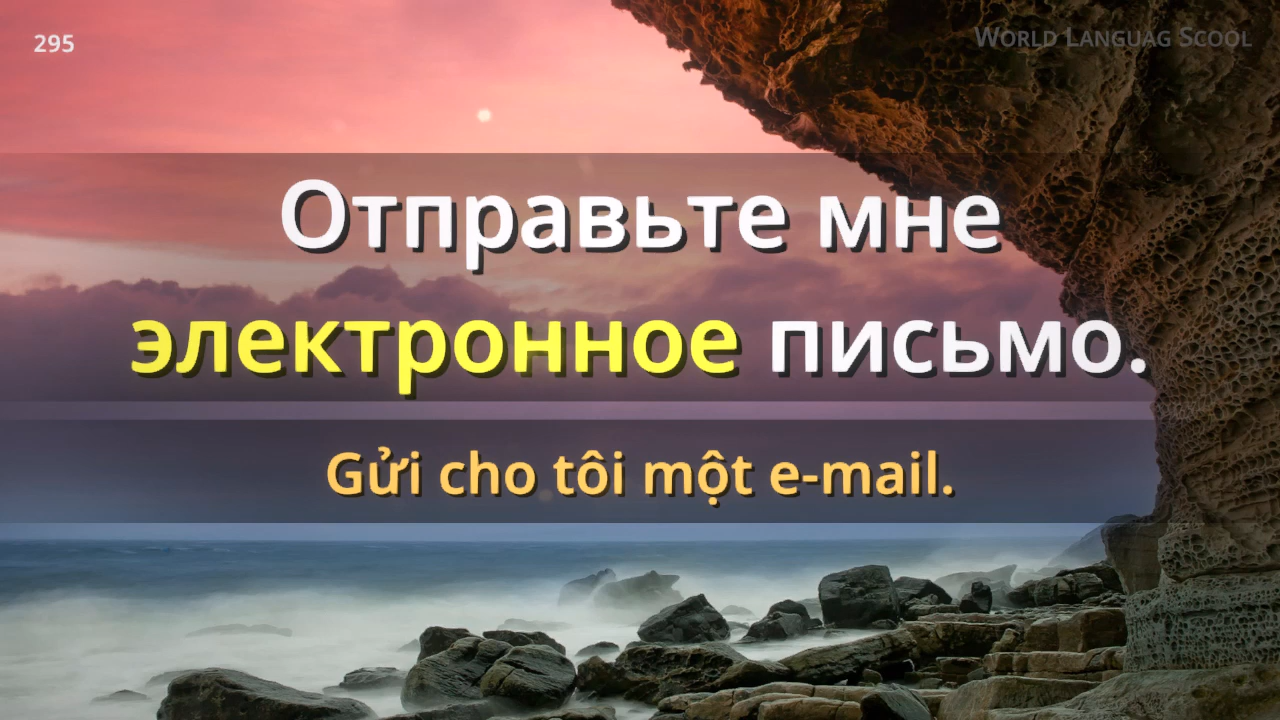 295
World Languag Scool
Отправьте мне
электронное письмо.
Gửi cho tôi một e-mail.